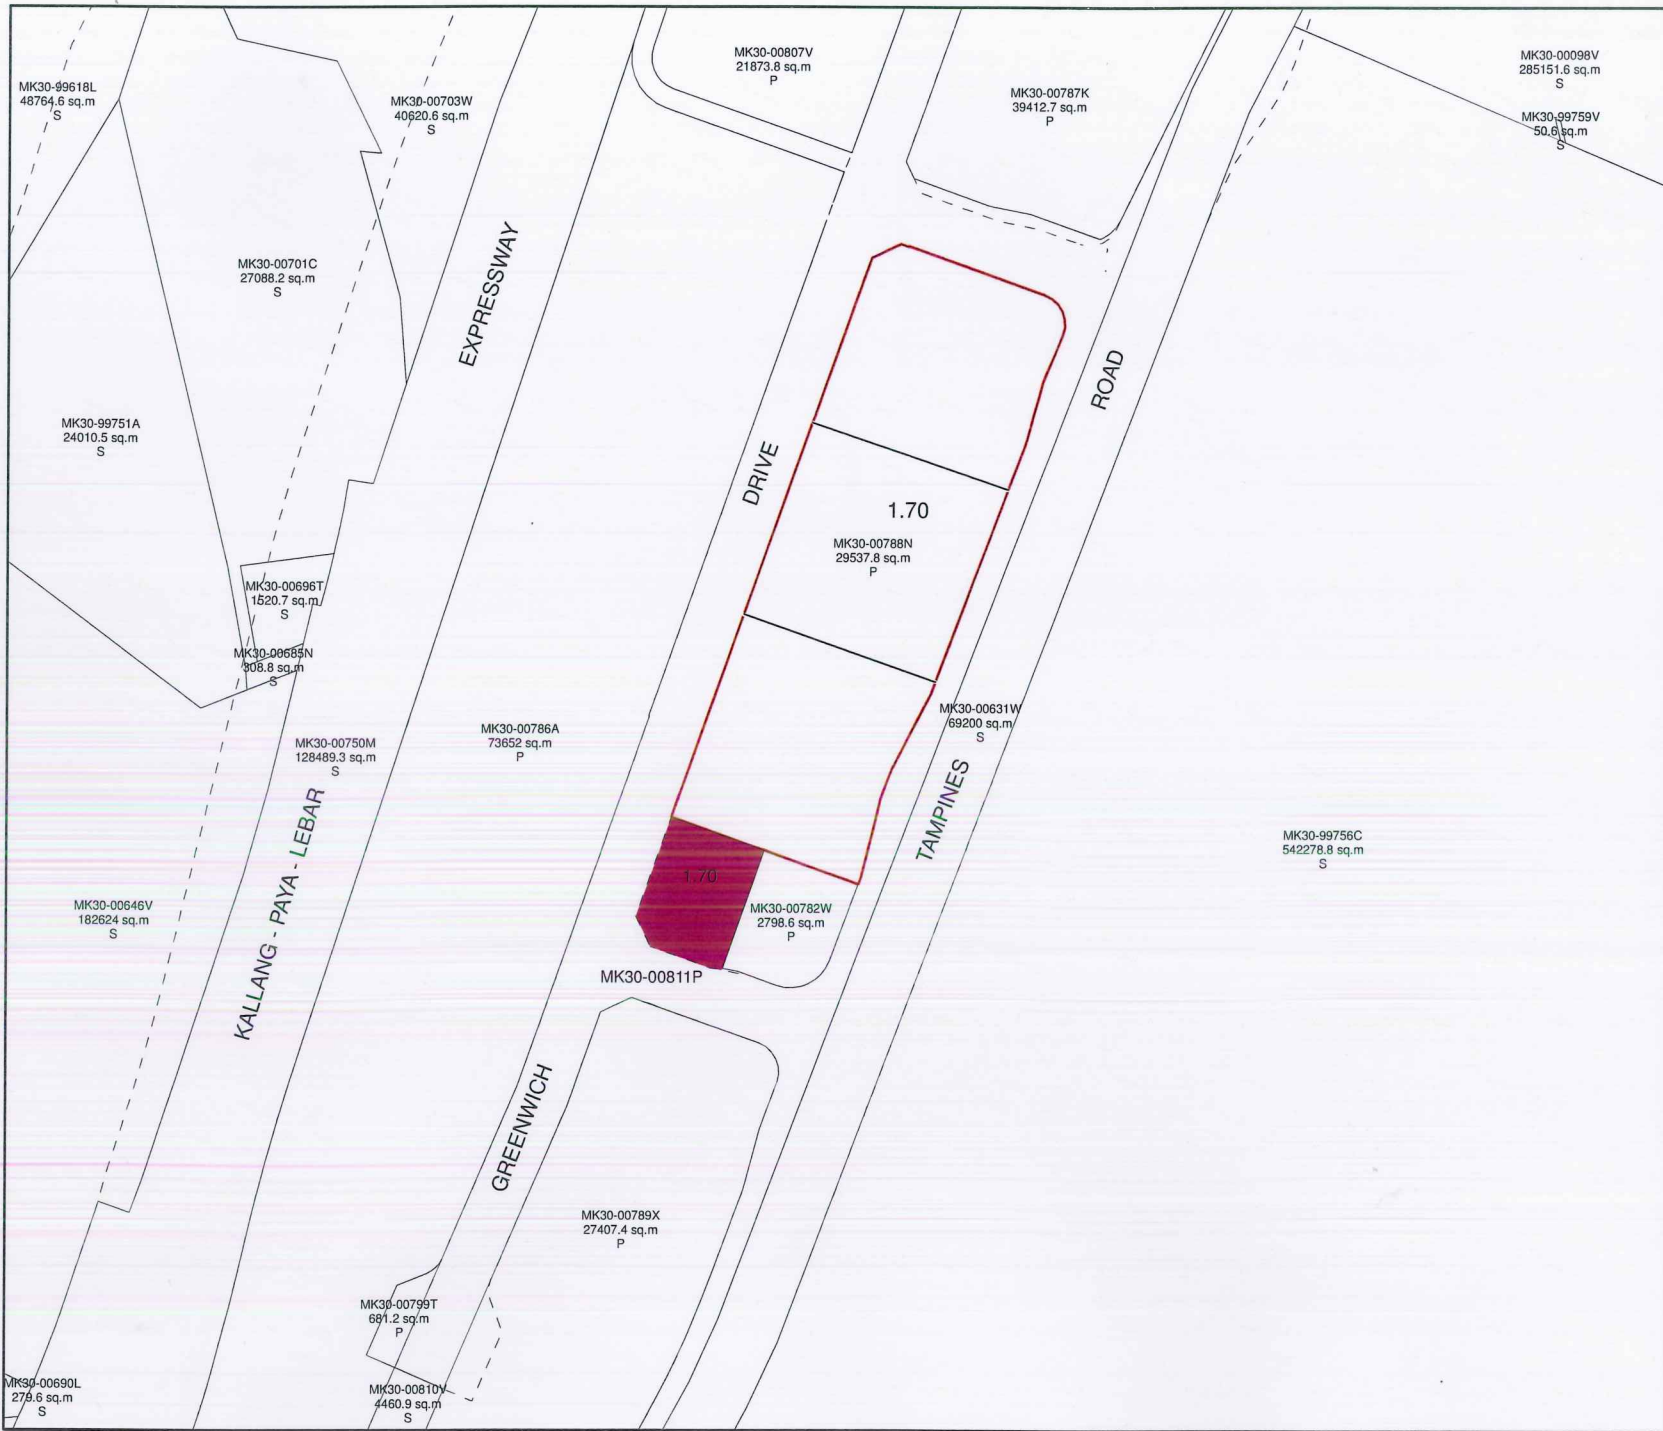 MK30-00807V
21873.8 sq.m
P
MK30-00098V
285151.6 sq.m
S
MK30-99618L
48764.6 sq.m
S
MK30-00703W
40620.6 sq.m
S
MK30-00787K
39412.7 sq.m
P
MK30-99759V
50.6 sq.m
S
MK30-00701C
27088.2 sq.m
S
EXPRESSWAY
ROAD
MK30-99751A
24010.5 sq.m
S
DRIVE
1.70
MK30-00788N
29537.8 sq.m
P
MK30-00696T
1520.7 sq.m
S
MK30-00685N
308.8 sq.m
S
MK30-00631W
69200 sq.m
S
MK30-00786A
73652 sq.m
P
MK30-00750M
128489.3 sq.m
S
TAMPINES
MK30-99756C
542278.8 sq.m
S
1.70
KALLANG - PAYA - LEBAR
MK30-00646V
182624 sq.m
S
MK30-00782W
2798.6 sq.m
P
MK30-00811P
GREENWICH
MK30-00789X
27407.4 sq.m
P
MK30-00799T
681.2 sq.m
P
MK30-00690L
279.6 sq.m
S
MK30-00810V
4460.9 sq.m
S